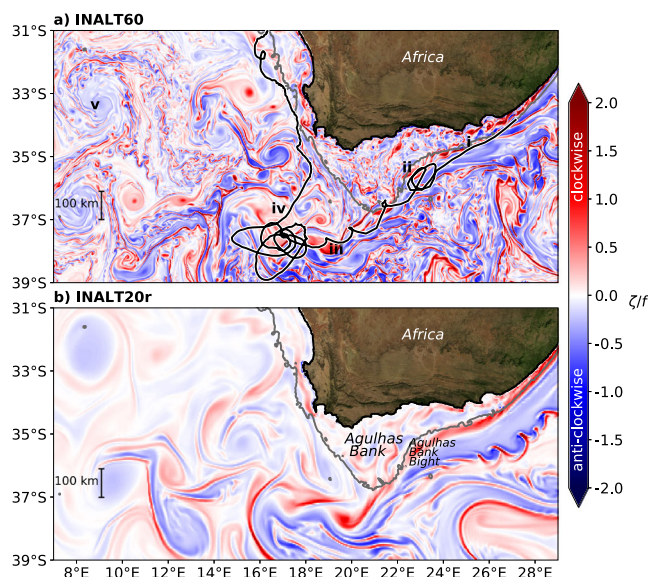 a) INALT60
31°S
33°S
35°S
37°S
39°S
Africa
v
i
ii
iv
iii
100 km
b) INALT20r
31°S
33°S
35°S
37°S
39°S
Africa
Agulhas
Bank
Agulhas
Bank
Bight
100 km
8°E 10°E 12°E 14°E 16°E 18°E 20°E 22°E 24°E 26°E 28°E
2.0
1.5
1.0
0.5
0.0
-0.5
-1.0
-1.5
-2.0
clockwise
anti-clockwise
ζ/f